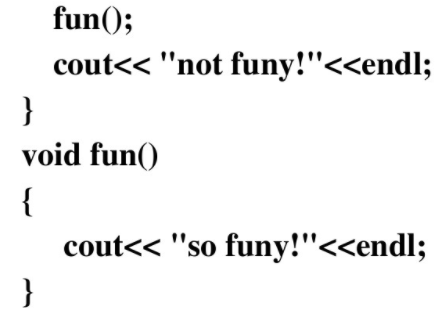 fun();
cout<< "not funy!"<<endl;
}
void fun()
{
cout<< "so funy!"<<endl;
}